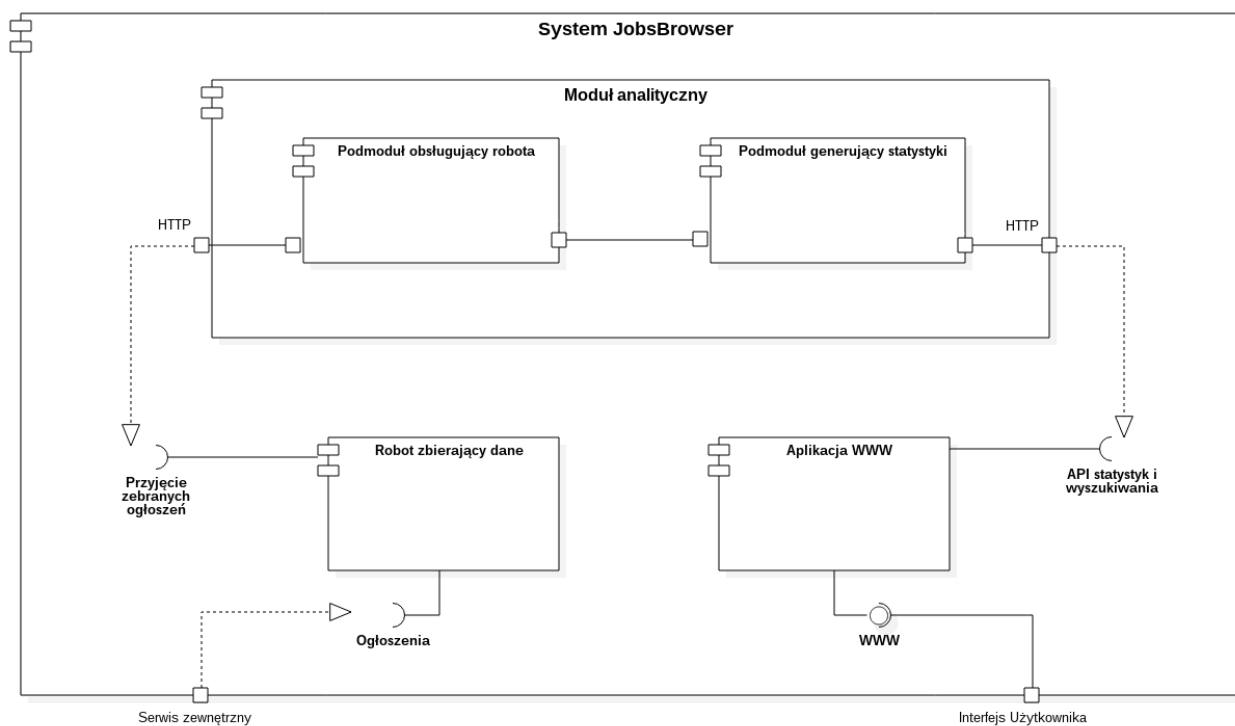 System JobsBrowser
Moduł analityczny
Podmoduł obsługujący robota
Podmoduł generujący statystyki
HTTP
HTTP
Robot zbierający dane
Aplikacja WWW
Przyjęcie
zebranych
ogłoszeń
API statystyk i
wyszukiwania
Ogłoszenia
WWW
Serwis zewnętrzny
Interfejs Użytkownika